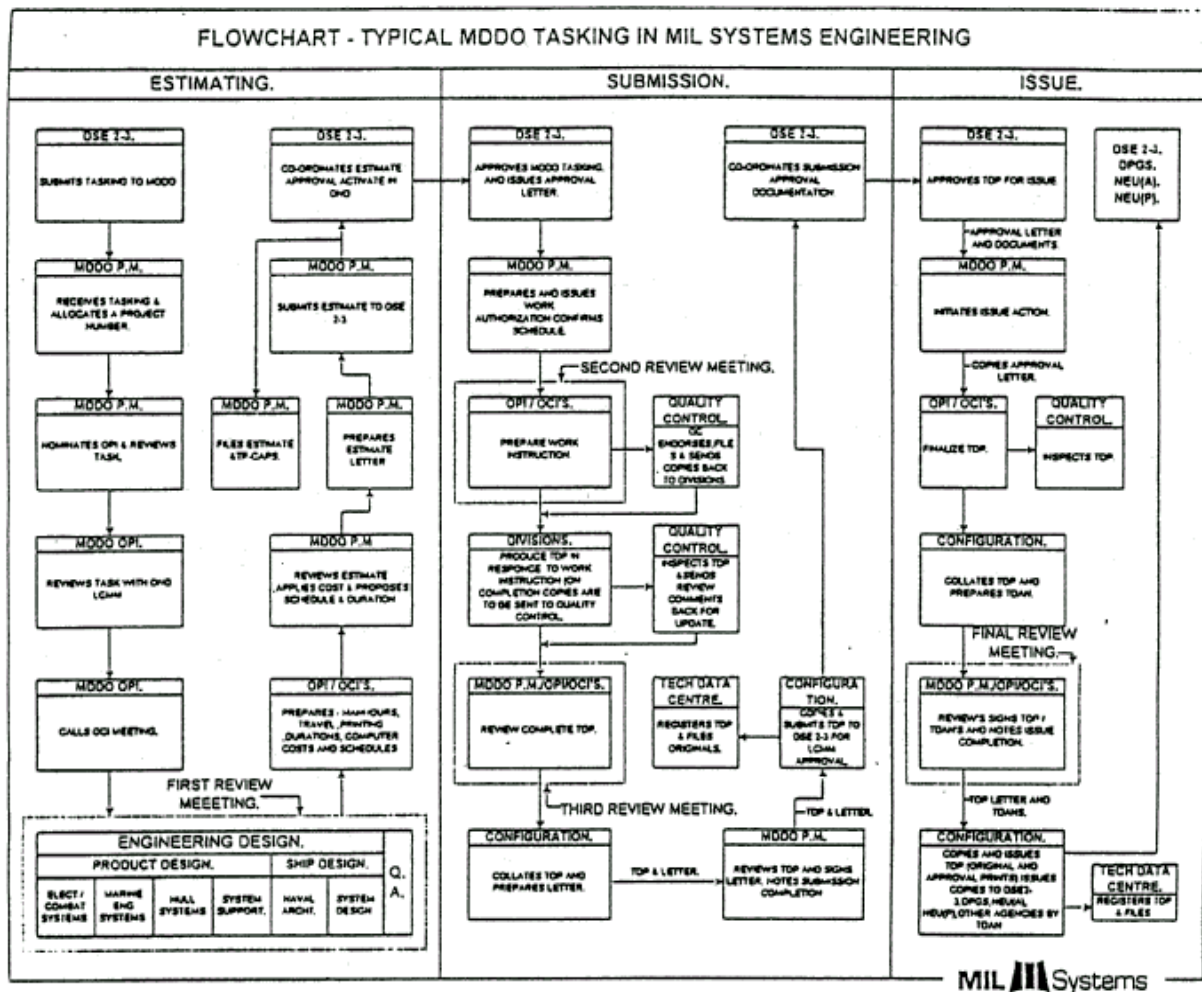 FLOWCHART - TYPICAL MDDO TASKING IN MIL SYSTEMS ENGINEERING
ESTIMATING.
DSE 2-3.
SUBMITS TASKING TO MDDO
MDDO P.M.
RECEIVES TASKING &
ALLOCATES A PROJECT
NUMBER.
MDDO P.M.
NOMINATES OPI & REVIEWS
TASK.
MDDO OPI.
REVIEWS TASK WITH DND
LCMM
MDDO OPI.
CALLS OCI MEETING.
FIRST REVIEW
MEEETING.
ENGINEERING DESIGN.
PRODUCT DESIGN.
SHIP DESIGN.
Q.
A.
ELECT /
COMBAT
SYSTEMS
MARINE
ENG
SYSTEMS
HULL
SYSTEMS
SYSTEM
SUPPORT.
NAVAL
ARCHT.
SYSTEM
DESIGN
OPI / OCI'S.
PREPARES - MANHOURS,
TRAVEL, PRINTING
DURATIONS, COMPUTER
COSTS AND SCHEDULES
MDDO P.M
REVIEWS ESTIMATE
APPLIES COST & PROPOSES
SCHEDULE & DURATION
MDDO P.M.
PREPARES
ESTIMATE
LETTER
MDDO P.M.
FILES ESTIMATE
&TP-CAPS.
MDDO P.M.
SUBMITS ESTIMATE TO DSE
2-3
DSE 2-3.
CO-ORDINATES ESTIMATE
APPROVAL ACTIVATE IN
DND
SUBMISSION.
DSE 2-3.
APPROVES MDDO TASKING,
AND ISSUES APPROVAL
LETTER.
MDDO P.M.
PREPARES AND ISSUES
WORK
AUTHORIZATION CONFIRMS
SCHEDULE.
SECOND REVIEW MEETING.
OPI / OCI'S.
PREPARE WORK
INSTRUCTION
QUALITY
CONTROL.
QC
ENDORSES,FILE
S & SENDS
COPIES BACK
TO DIVISIONS
DIVISIONS.
PRODUCE TDP IN
RESPONSE TO WORK
INSTRUCTION (ON
COMPLETION COPIES ARE
TO BE SENT TO QUALITY
CONTROL.
QUALITY
CONTROL.
INSPECTS TDP
&SENDS
REVIEW
COMMENTS
BACK FOR
UPDATE.
MDDO P.M./OPI/OCI'S.
REVIEW COMPLETE TDP.
THIRD REVIEW MEETING.
CONFIGURATION.
COLLATES TDP AND
PREPARES LETTER.
TDP & LETTER.
MDDO P.M.
REVIEWS TDP AND SIGNS
LETTER. NOTES SUBMISSION
COMPLETION
TDP & LETTER.
CONFIGURA
TION.
COPIES &
SUBMITS TDP TO
DSE 2-3 FOR
LCMM
APPROVAL.
TECH DATA
CENTRE.
REGISTERS TDP
& FILES
ORIGINALS.
DSE 2-3.
CO-ORDINATES SUBMISSION
APPROVAL
DOCUMENTATION
ISSUE.
DSE 2-3.
APPROVES TDP FOR ISSUE
APPROVAL LETTER
AND DOCUMENTS.
MDDO P.M.
INITIATES ISSUE ACTION.
COPIES APPROVAL
LETTER.
OPI / OCI'S.
FINALIZE TDP.
QUALITY
CONTROL.
INSPECTS TDP.
CONFIGURATION.
COLLATES TDP AND
PREPARES TDAN.
FINAL REVIEW
MEETING.
MDDO P.M./OPI/OCI'S.
REVIEW'S SIGNS TDP /
TDAN'S AND NOTES ISSUE
COMPLETION.
TDP LETTER AND
TDANS.
CONFIGURATION.
COPIES AND ISSUES
TDP (ORIGINAL AND
APPROVAL PRINTS) ISSUES
COPIES TO DSE2-
3,DPGS,NEU(A),
NEU(P),OTHER AGENCIES BY
TDAN
TECH DATA
CENTRE.
REGISTERS TDP
& FILES
DSE 2-3,
DPGS,
NEU(A),
NEU(P).
MIL Systems